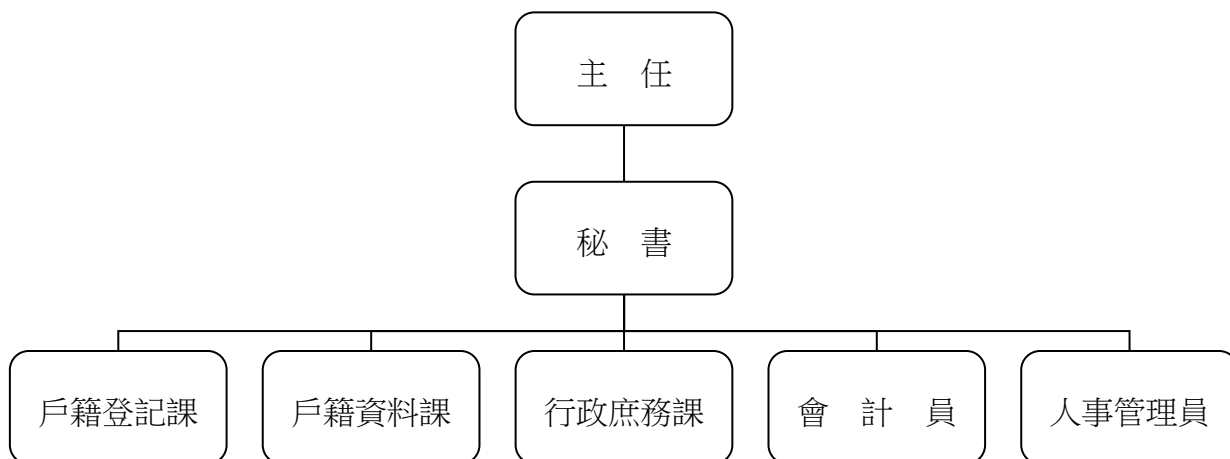 主　任
秘　書
戶籍登記課
戶籍資料課
行政庶務課
會　計　員
人事管理員